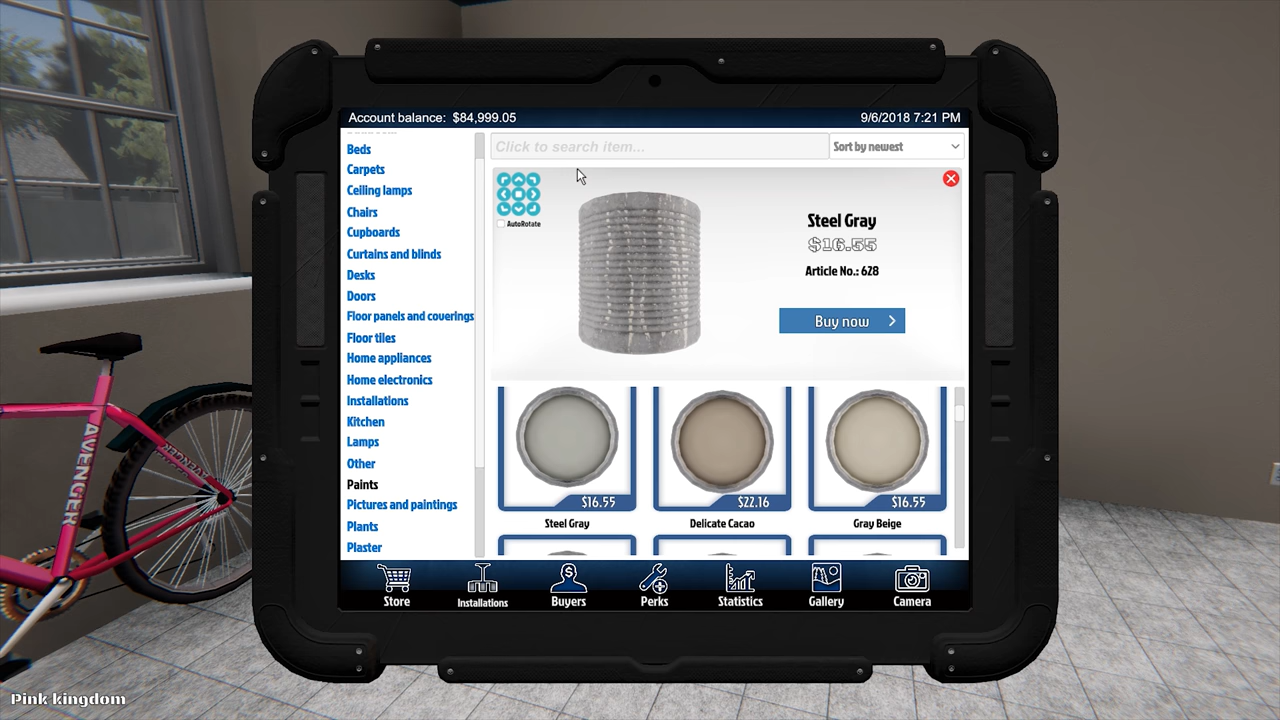 Account balance: $84,999.05
9/6/2018 7:21 PM
Beds
Carpets
Ceiling lamps
Chairs
Cupboards
Curtains and blinds
Desks
Doors
Floor panels and coverings
Floor tiles
Home appliances
Home electronics
Installations
Kitchen
Lamps
Other
Paints
Pictures and paintings
Plants
Plaster
Click to search item...
Sort by newest
AutoRotate
Steel Gray
$16.55
Article No.: 628
Buy now
$16.55
$22.16
$16.55
Steel Gray
Delicate Cacao
Gray Beige
Store
Installations
Buyers
Perks
Statistics
Gallery
Camera
AVENGER
AVENGER
Pink kingdom